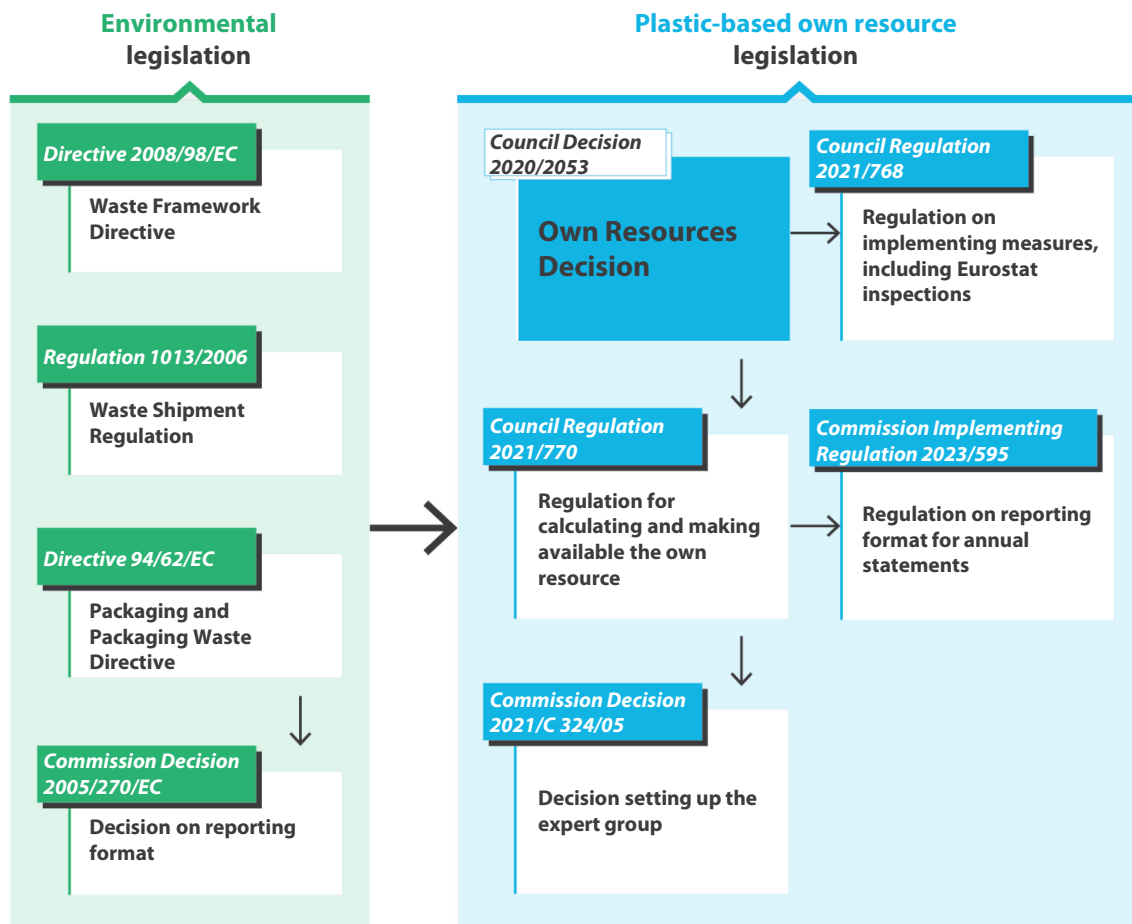 Environmental
legislation
Directive 2008/98/EC
Waste Framework
Directive
Regulation 1013/2006
Waste Shipment
Regulation
Directive 94/62/EC
Packaging and
Packaging Waste
Directive
Commission Decision
2005/270/EC
Decision on reporting
format
Plastic-based own resource
legislation
Council Decision
2020/2053
Own Resources
Decision
Council Regulation
2021/768
Regulation on
implementing measures,
including Eurostat
inspections
Council Regulation
2021/770
Regulation for
calculating and making
available the own
resource
Commission Implementing
Regulation 2023/595
Regulation on reporting
format for annual
statements
Commission Decision
2021/C 324/05
Decision setting up the
expert group